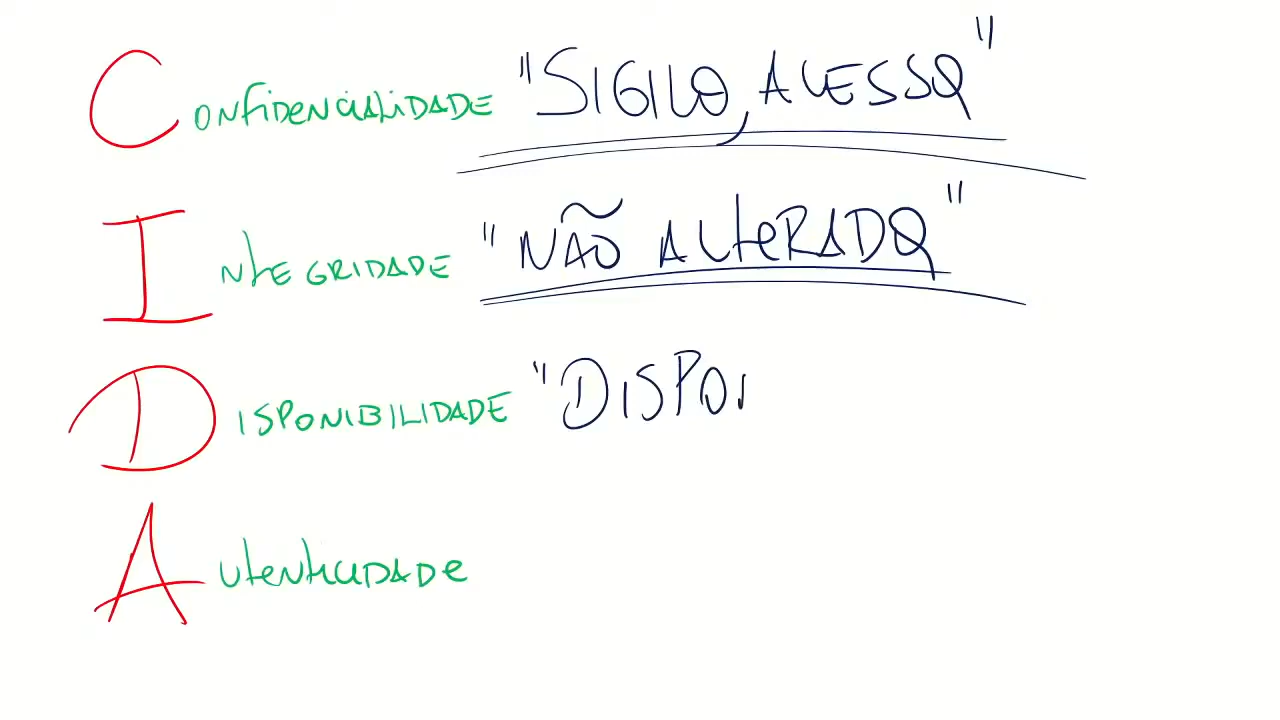 Confidencialidade "SIGILO, ACESSO"
Integridade "NÃO ALTERADO"
Disponibilidade "DISPO
Autenticidade